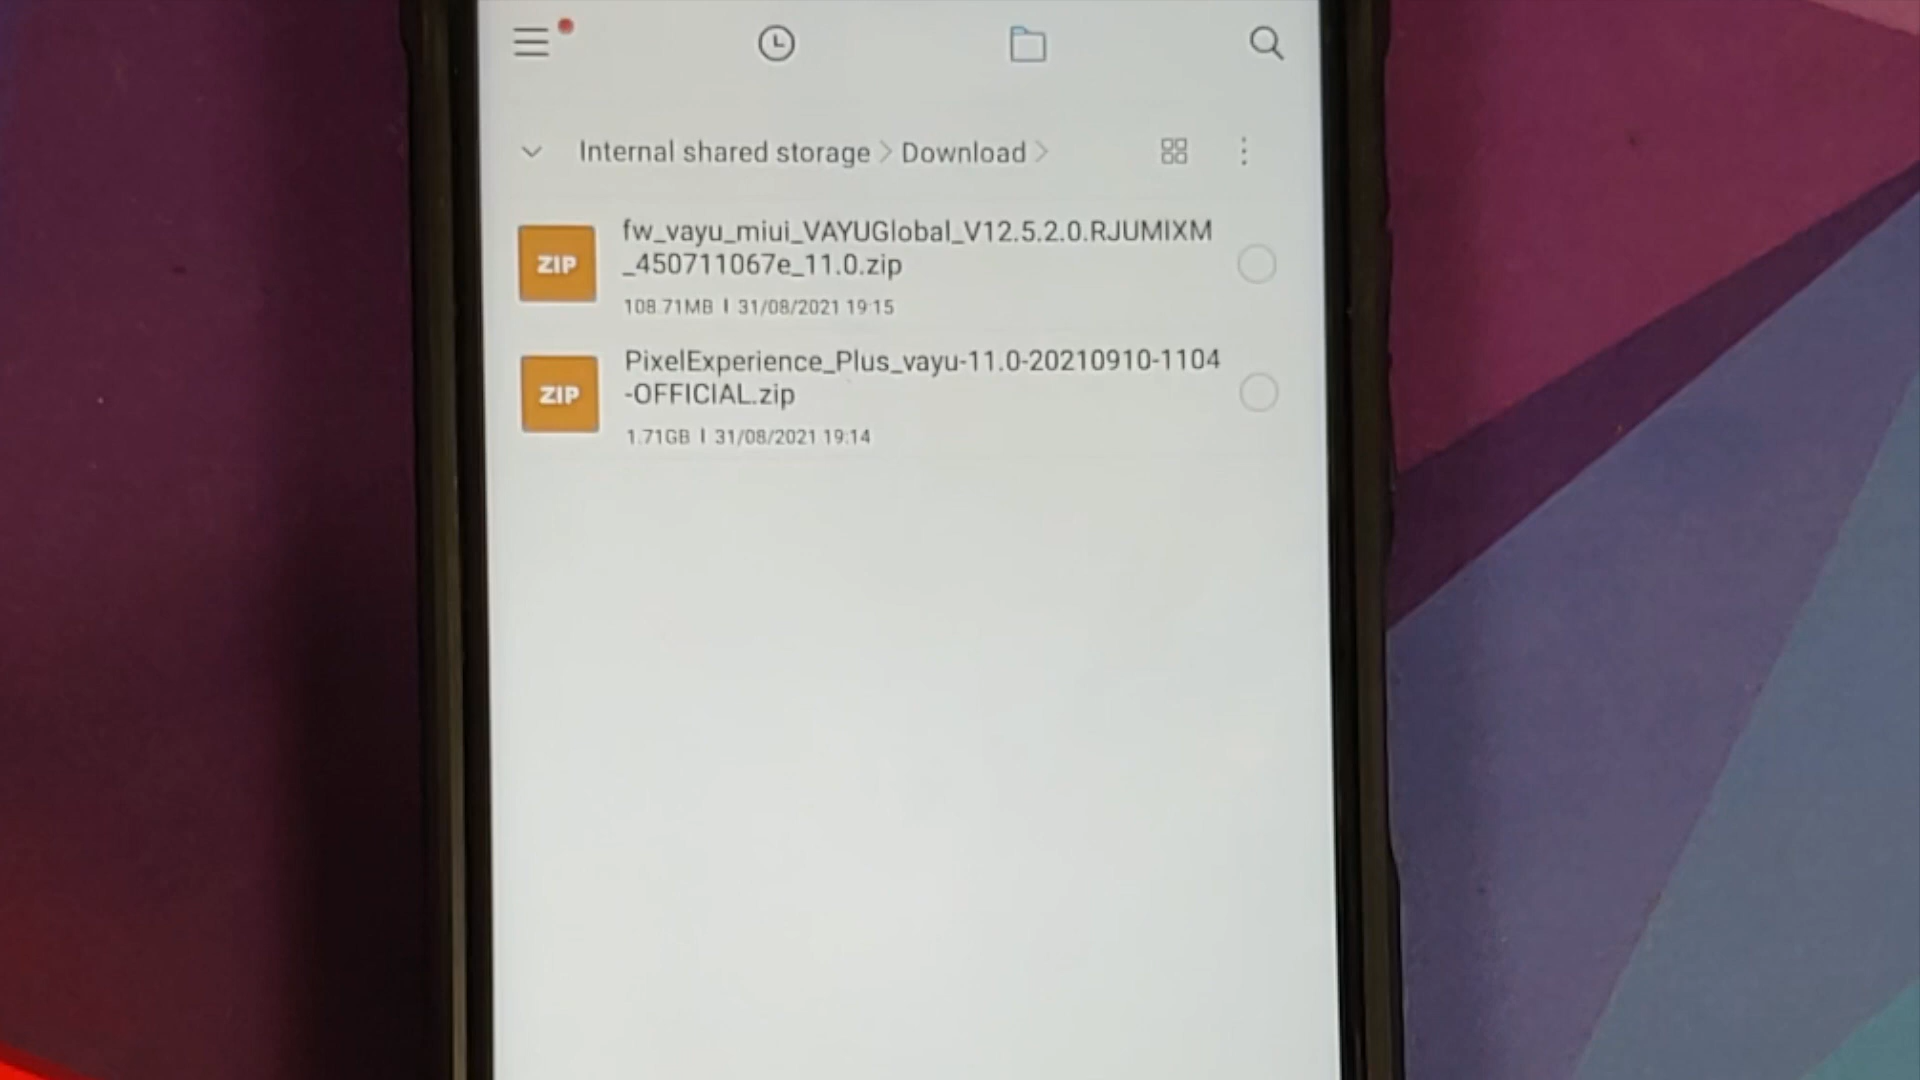 Internal shared storage > Download >
ZIP
fw_vayu_miui_VAYUGlobal_V12.5.2.0.RJUMIXM
_450711067e_11.0.zip
108.71MB | 31/08/2021 19:15
ZIP
PixelExperience_Plus_vayu-11.0-20210910-1104
-OFFICIAL.zip
1.71GB | 31/08/2021 19:14